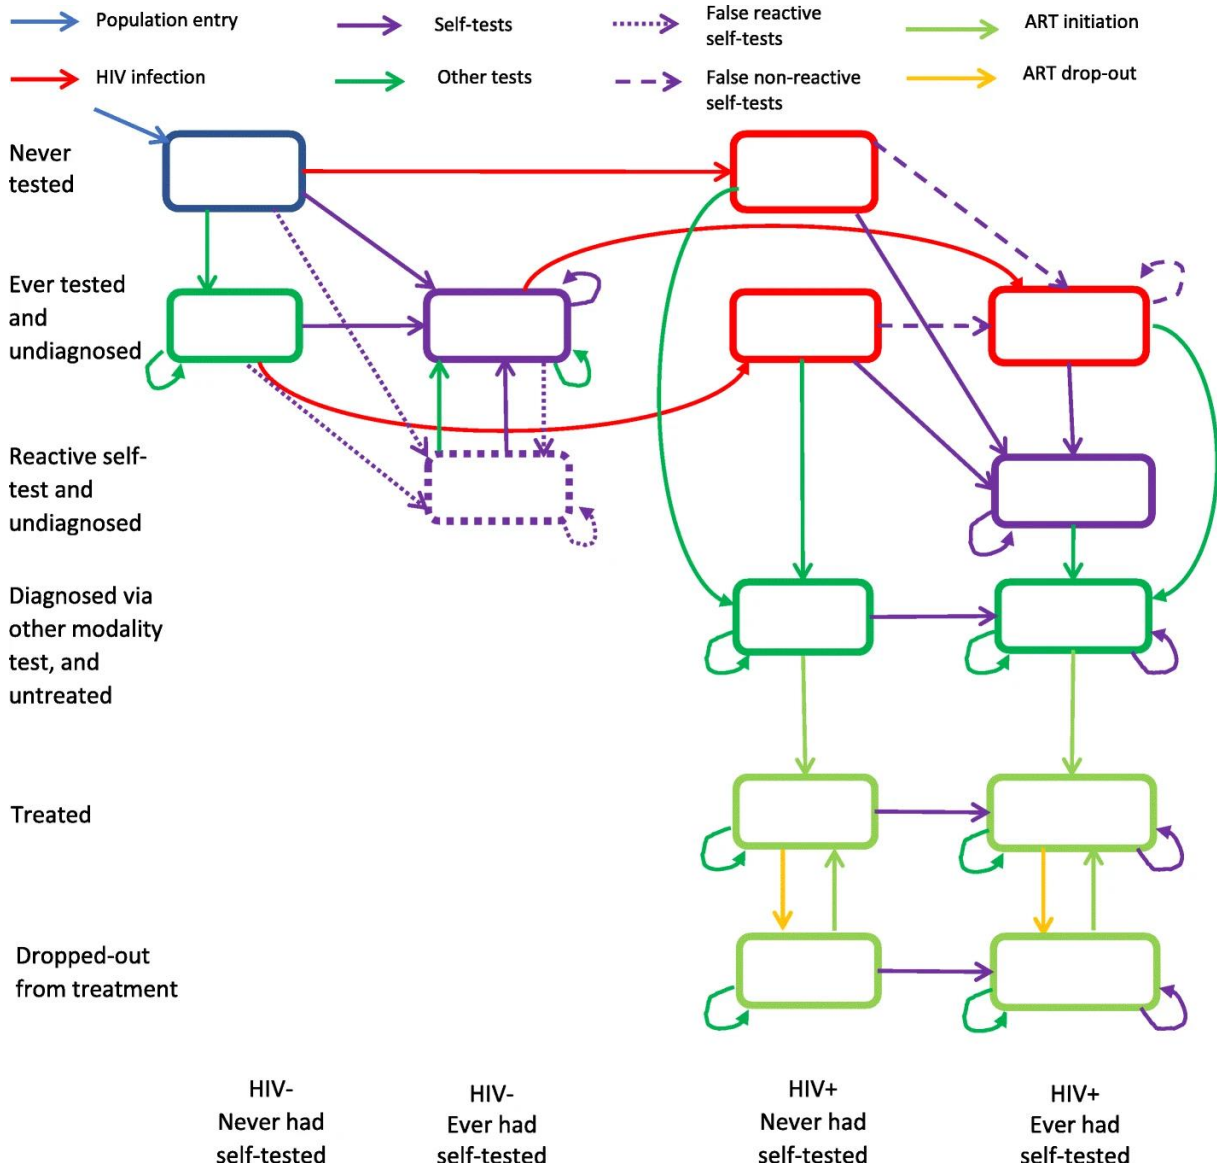 Population entry
Self-tests
False reactive
self-tests
ART initiation
HIV infection
Other tests
False non-reactive
self-tests
ART drop-out
Never
tested
Ever tested
and
undiagnosed
Reactive self-
test and
undiagnosed
Diagnosed via
other modality
test, and
untreated
Treated
Dropped-out
from treatment
HIV-
Never had
self-tested
HIV-
Ever had
self-tested
HIV+
Never had
self-tested
HIV+
Ever had
self-tested